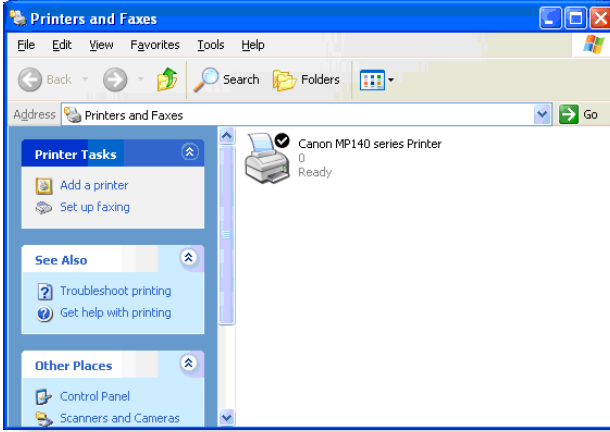 Printers and Faxes
File Edit View Favorites Tools Help
Back Search Folders
Address Printers and Faxes Go
Printer Tasks
Add a printer
Set up faxing
See Also
Troubleshoot printing
Get help with printing
Other Places
Control Panel
Scanners and Cameras
Canon MP140 series Printer
0
Ready